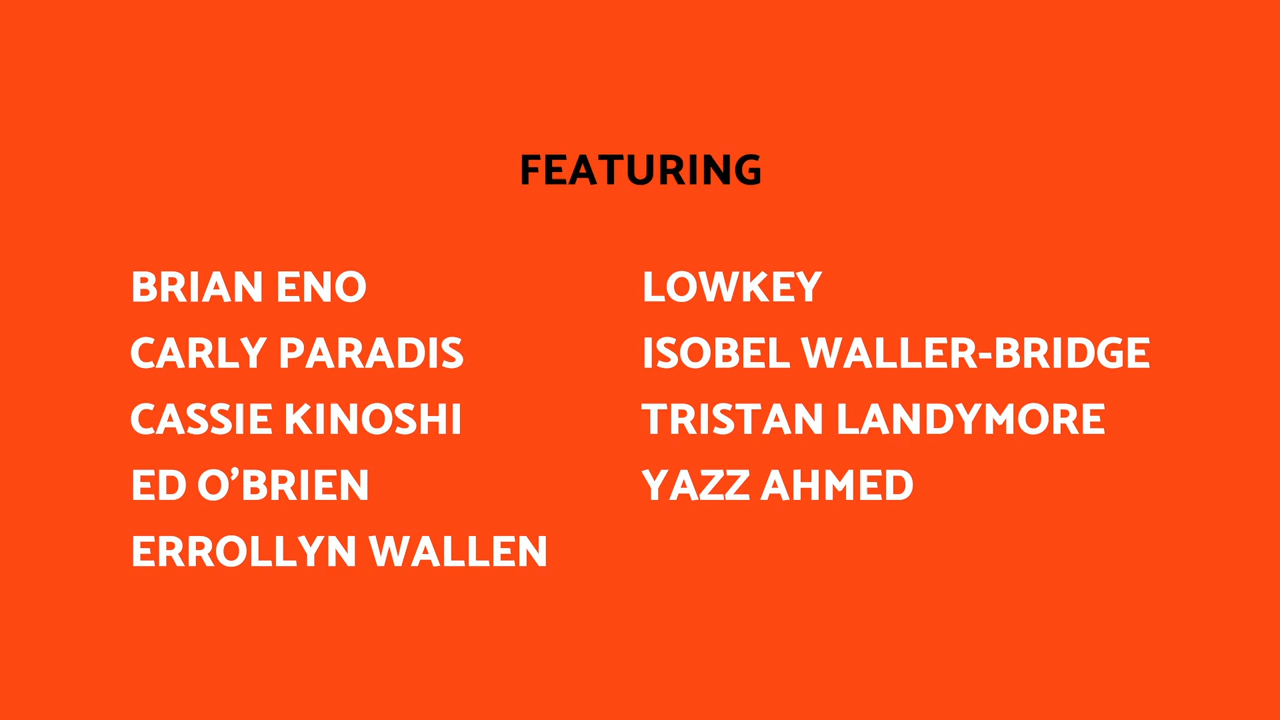 FEATURING
BRIAN ENO
CARLY PARADIS
CASSIE KINOSHI
ED O’BRIEN
ERROLLYN WALLEN
LOWKEY
ISOBEL WALLER-BRIDGE
TRISTAN LANDYMORE
YAZZ AHMED